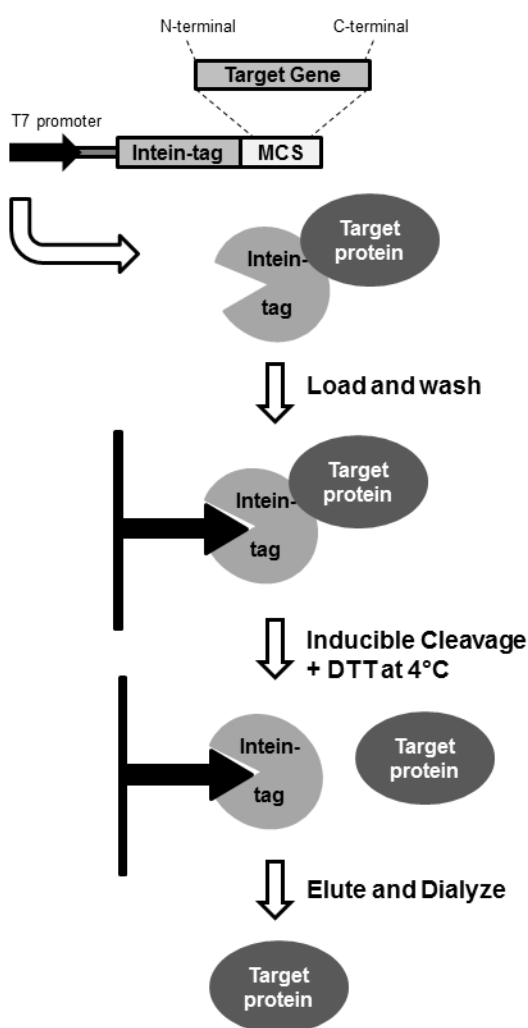 N-terminal
C-terminal
Target Gene
T7 promoter
Intein-tag
MCS
Target
protein
Intein-
tag
Load and wash
Target
protein
Intein-
tag
Inducible Cleavage
+ DTT at 4°C
Intein-
tag
Target
protein
Elute and Dialyze
Target
protein